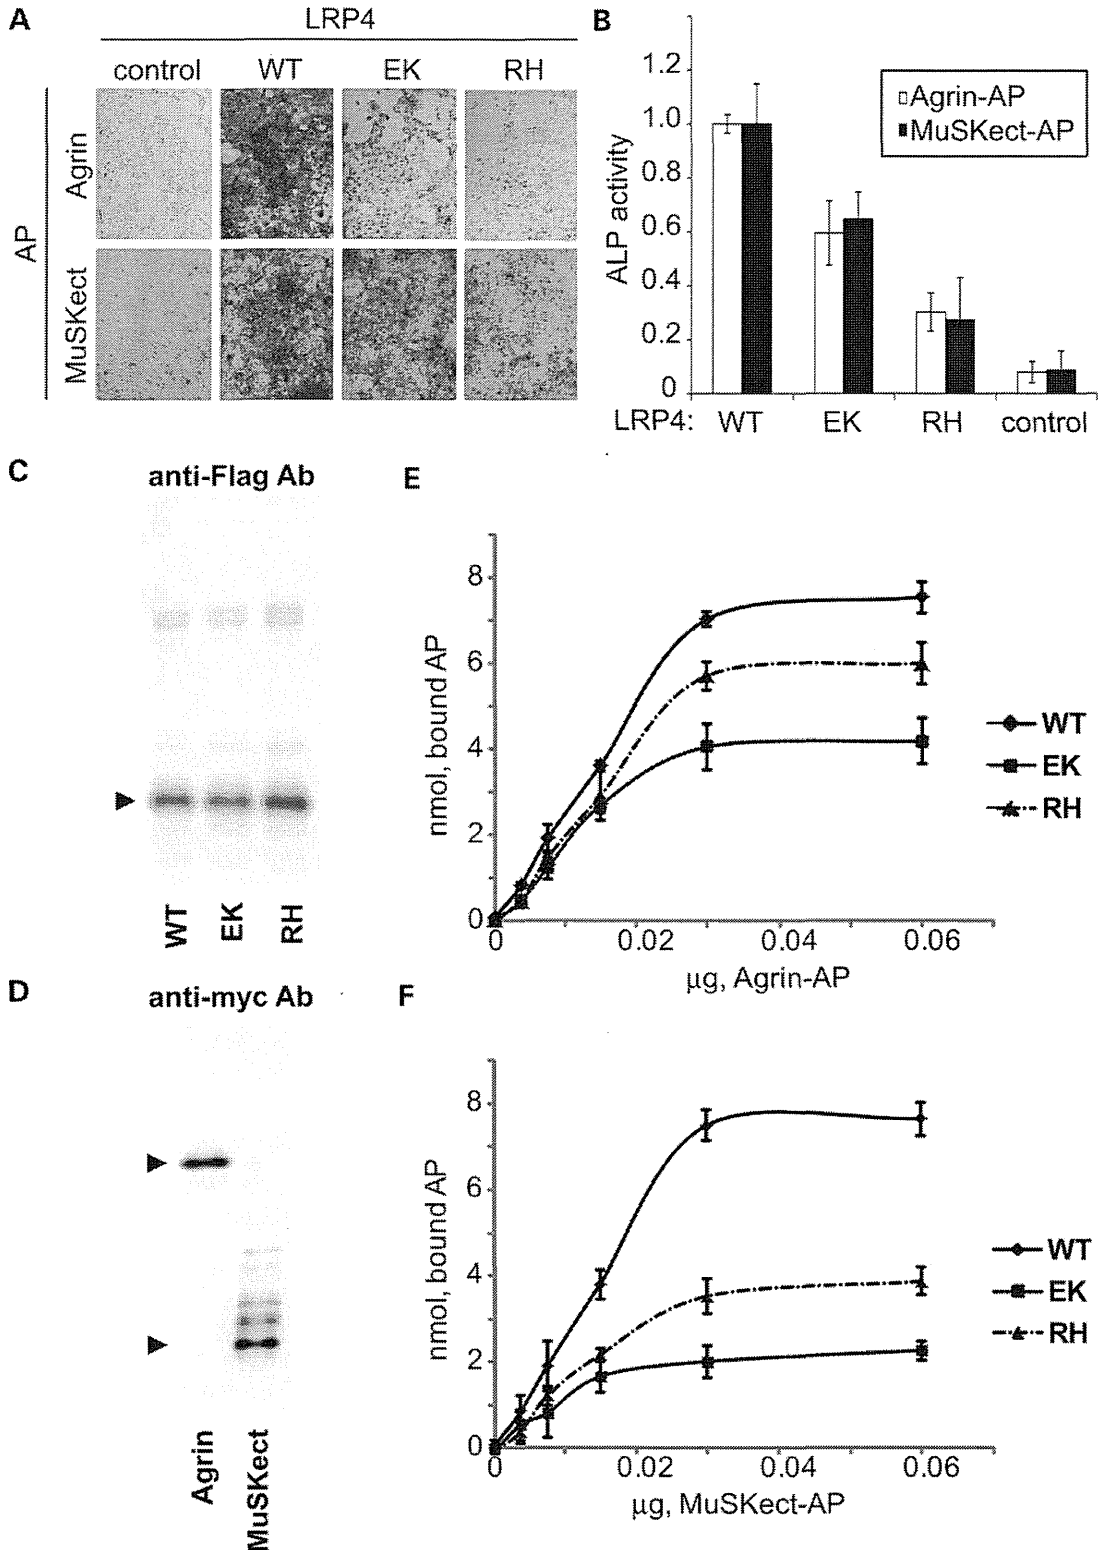 A
LRP4
control WT EK RH
AP
Agrin
MuSKect
B
ALP activity
1.2
1.0
0.8
0.6
0.4
0.2
0
Agrin-AP
MuSKect-AP
LRP4: WT EK RH control
C
anti-Flag Ab
WT EK RH
D
anti-myc Ab
Agrin
MuSKect
E
nmol, bound AP
8
6
4
2
0
0 0.02 0.04 0.06
µg, Agrin-AP
WT
EK
RH
F
nmol, bound AP
8
6
4
2
0
0 0.02 0.04 0.06
µg, MuSKect-AP
WT
EK
RH